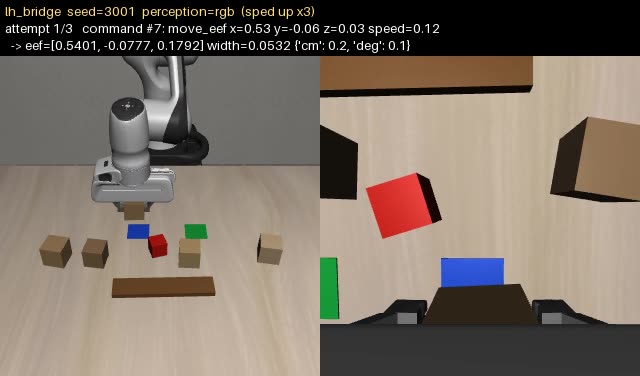 lh_bridge seed=3001 perception=rgb (sped up x3)
attempt 1/3 command #7: move_eef x=0.53 y=-0.06 z=0.03 speed=0.12
-> eef=[0.5401, -0.0777, 0.1792] width=0.0532 {'cm': 0.2, 'deg': 0.1}